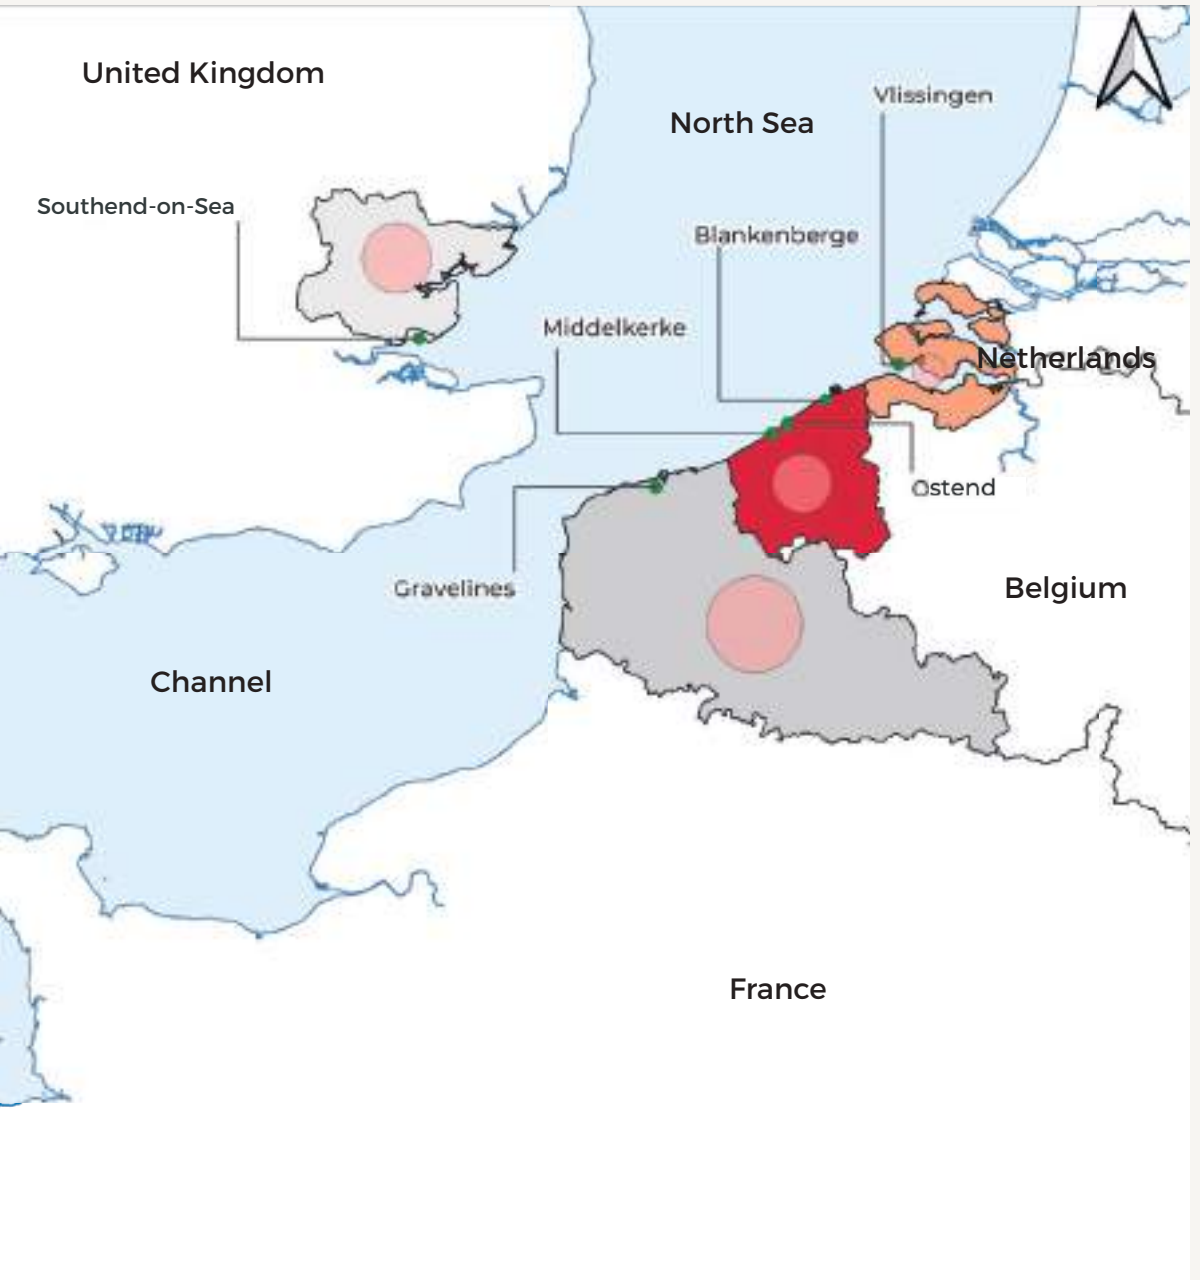 United Kingdom
Vlissingen
North Sea
Southend-on-Sea
Blankenberge
Middelkerke
Netherlands
Ostend
Gravelines
Belgium
Channel
France